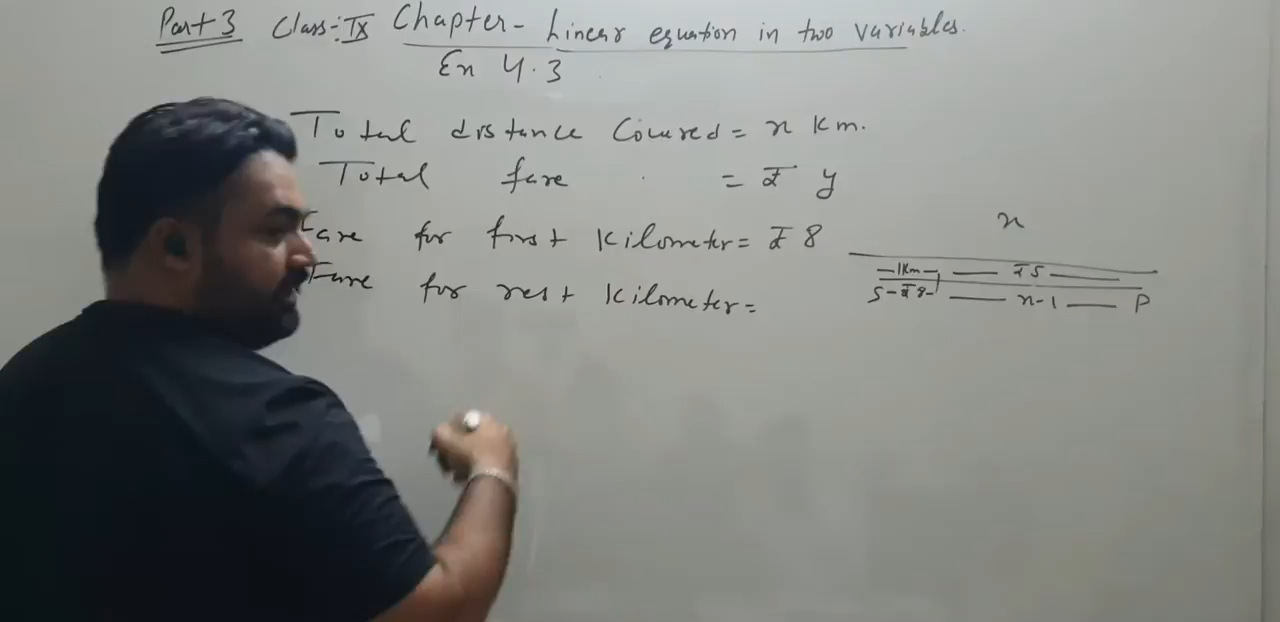 Part 3 Class:-IX Chapter- Linear equation in two variables.
Ex 4.3
Total distance Covered = x Km.
Total fare = ₹ y
Fare for first Kilometer = ₹ 8
Fare for rest Kilometer =
x
1Km ₹5
S-₹8- x-1 P